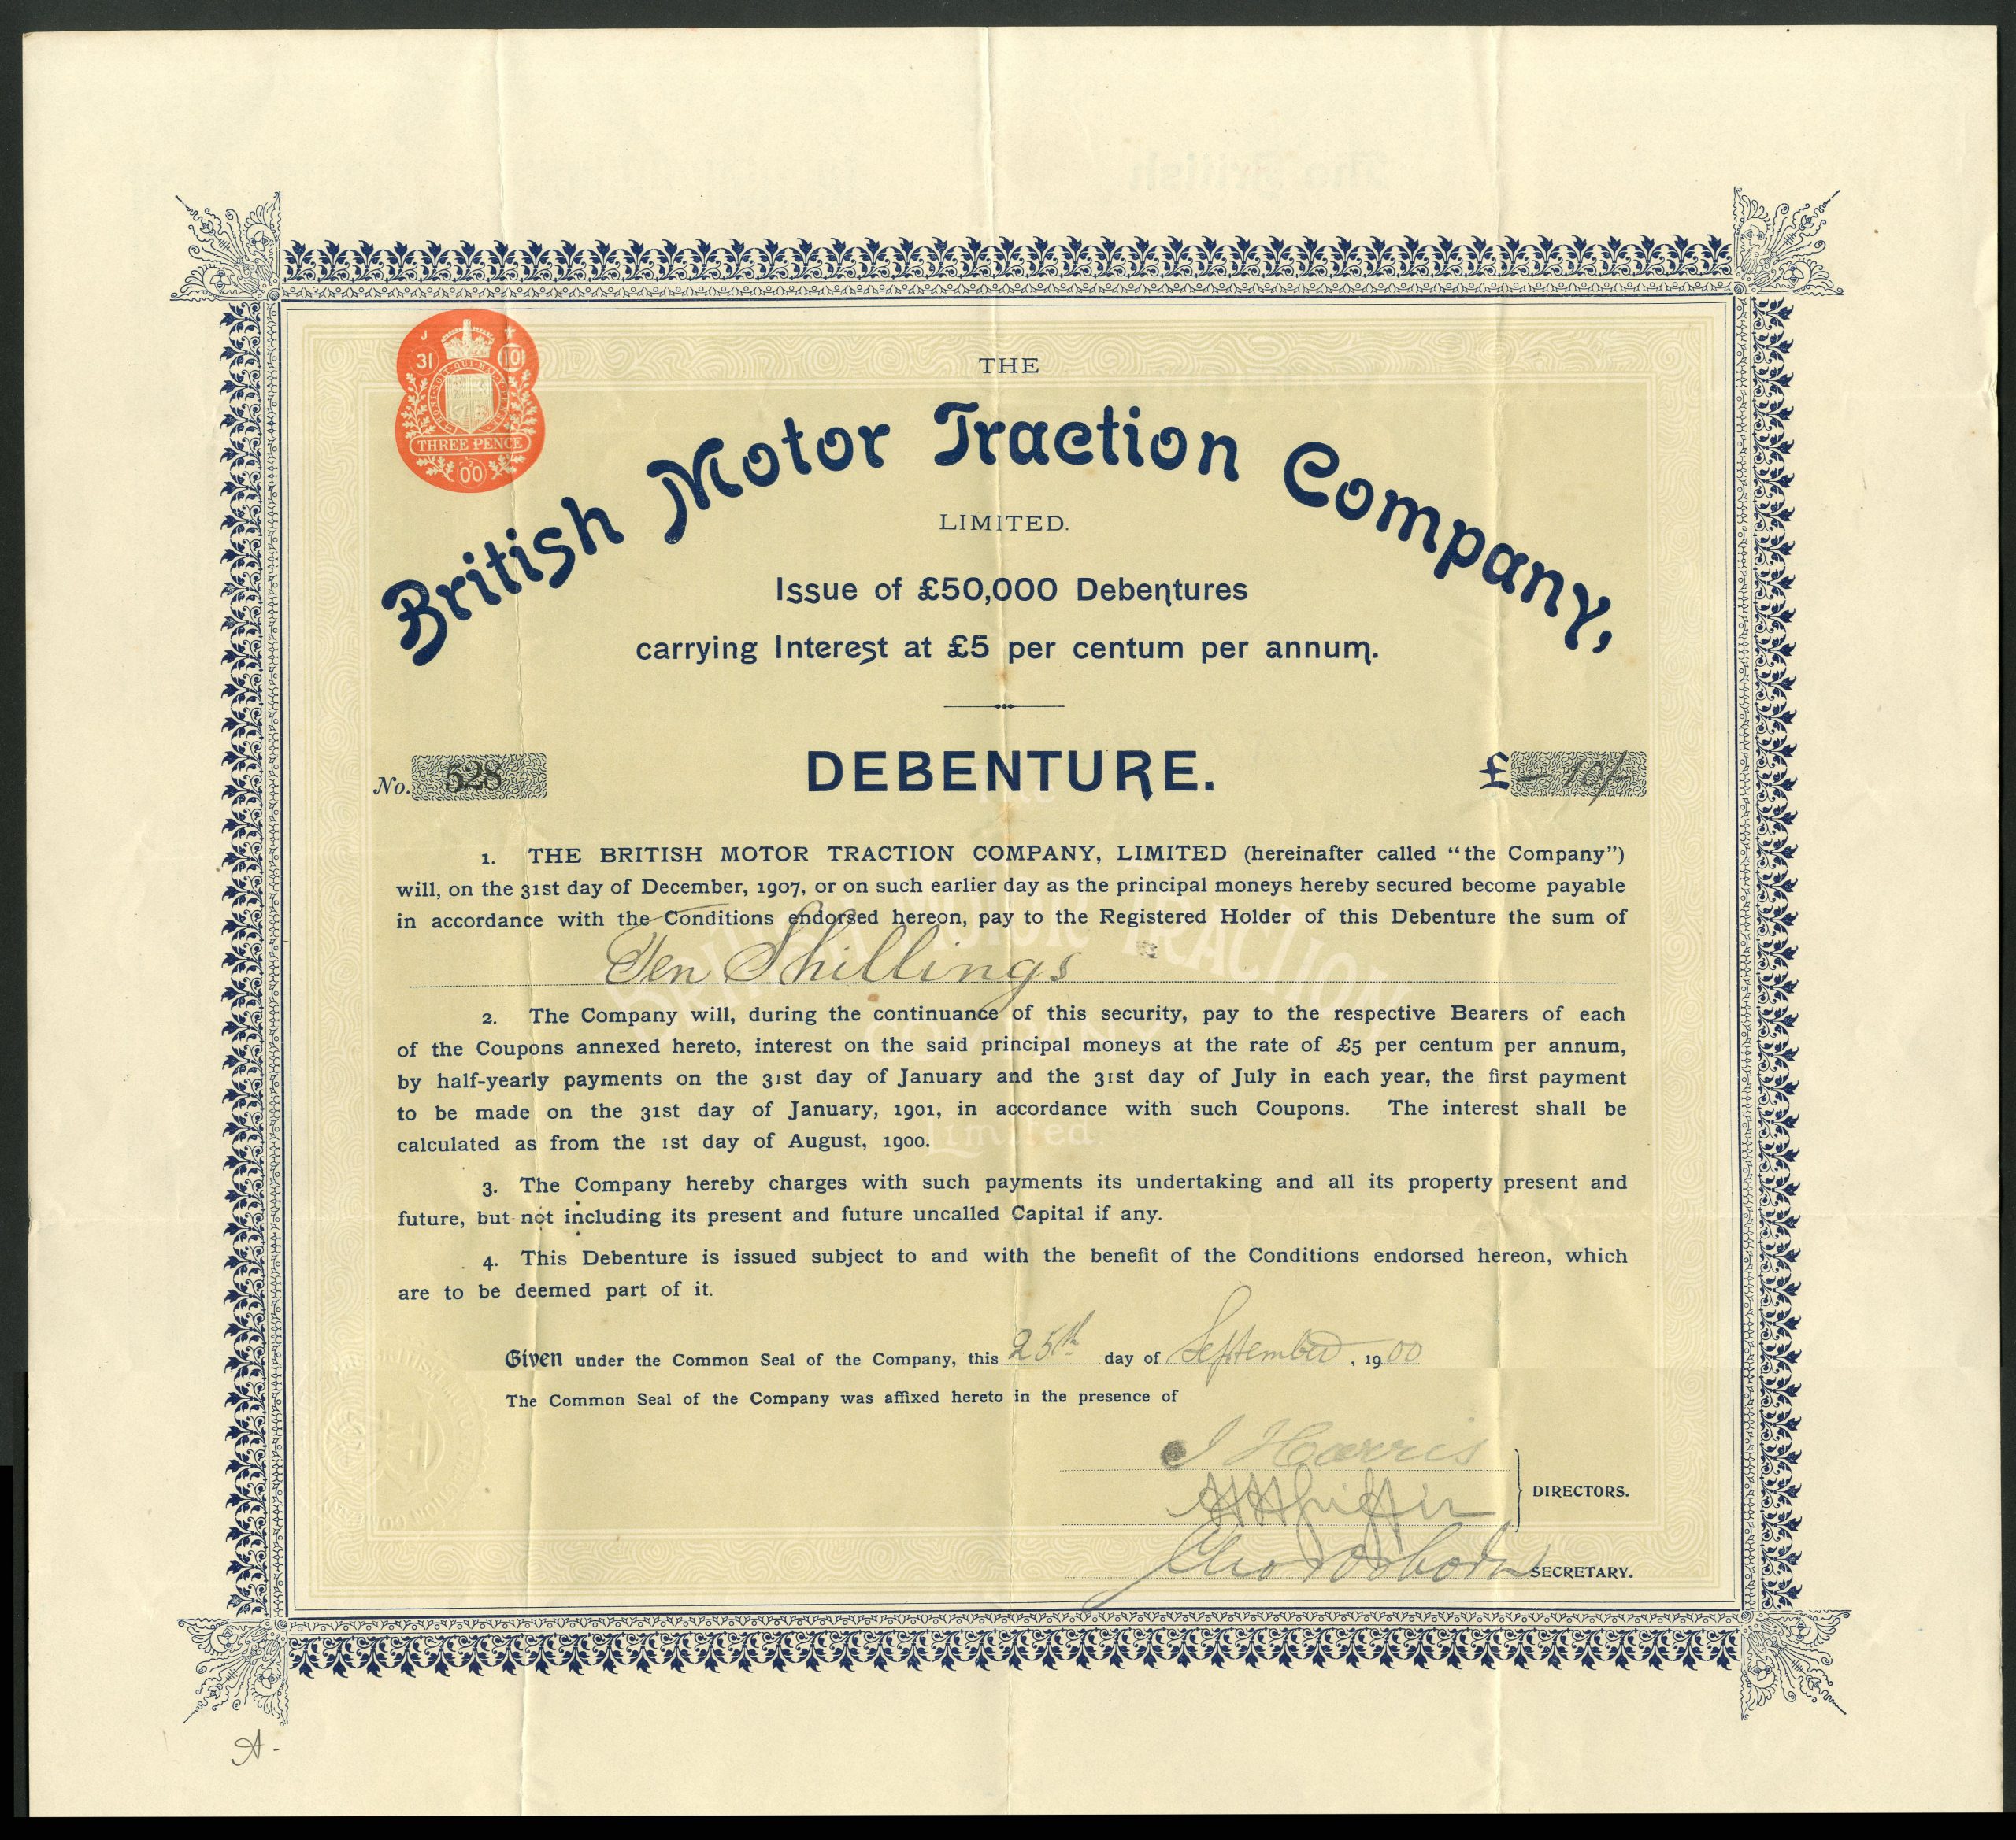 THE
British Motor Traction Company,
LIMITED.
Issue of £50,000 Debentures
carrying Interest at £5 per centum per annum.
J
31 10
HONI·SOIT·QUI·MAL·Y·PENSE
THREE PENCE
00
No. 528 DEBENTURE. £ – 10/-
1. THE BRITISH MOTOR TRACTION COMPANY, LIMITED (hereinafter called “the Company”)
will, on the 31st day of December, 1907, or on such earlier day as the principal moneys hereby secured become payable
in accordance with the Conditions endorsed hereon, pay to the Registered Holder of this Debenture the sum of
Ten Shillings
2. The Company will, during the continuance of this security, pay to the respective Bearers of each
of the Coupons annexed hereto, interest on the said principal moneys at the rate of £5 per centum per annum,
by half-yearly payments on the 31st day of January and the 31st day of July in each year, the first payment
to be made on the 31st day of January, 1901, in accordance with such Coupons. The interest shall be
calculated as from the 1st day of August, 1900.
3. The Company hereby charges with such payments its undertaking and all its property present and
future, but not including its present and future uncalled Capital if any.
4. This Debenture is issued subject to and with the benefit of the Conditions endorsed hereon, which
are to be deemed part of it.
Given under the Common Seal of the Company, this 25th day of September, 1900
The Common Seal of the Company was affixed hereto in the presence of
J Harris
DIRECTORS.
SECRETARY.
A.
The
BRITISH MOTOR TRACTION
COMPANY
Limited.